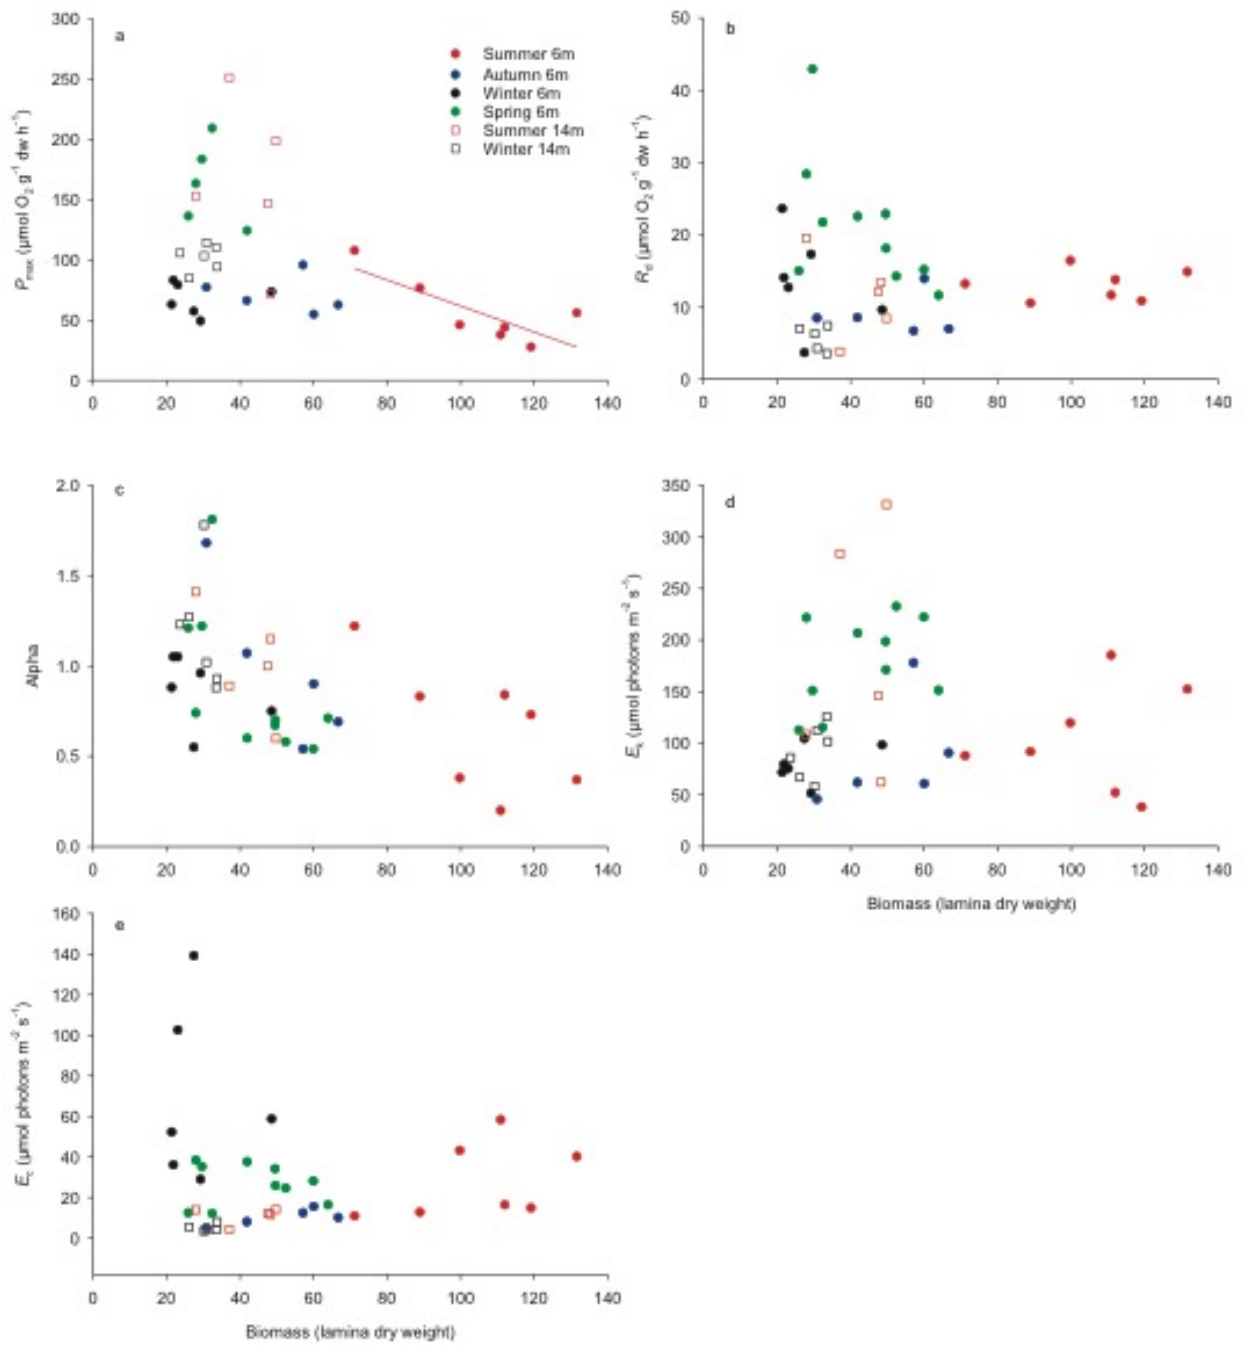 a
300
250
200
150
100
50
0
P max (µmol O2 g-1 dw h-1)
Summer 6m
Autumn 6m
Winter 6m
Spring 6m
Summer 14m
Winter 14m
0 20 40 60 80 100 120 140
b
50
40
30
20
10
0
R d (µmol O2 g-1 dw h-1)
0 20 40 60 80 100 120 140
c
2.0
1.5
1.0
0.5
0.0
Alpha
0 20 40 60 80 100 120 140
d
350
300
250
200
150
100
50
0
E k (µmol photons m-2 s-1)
0 20 40 60 80 100 120 140
Biomass (lamina dry weight)
e
160
140
120
100
80
60
40
20
0
E c (µmol photons m-2 s-1)
0 20 40 60 80 100 120 140
Biomass (lamina dry weight)